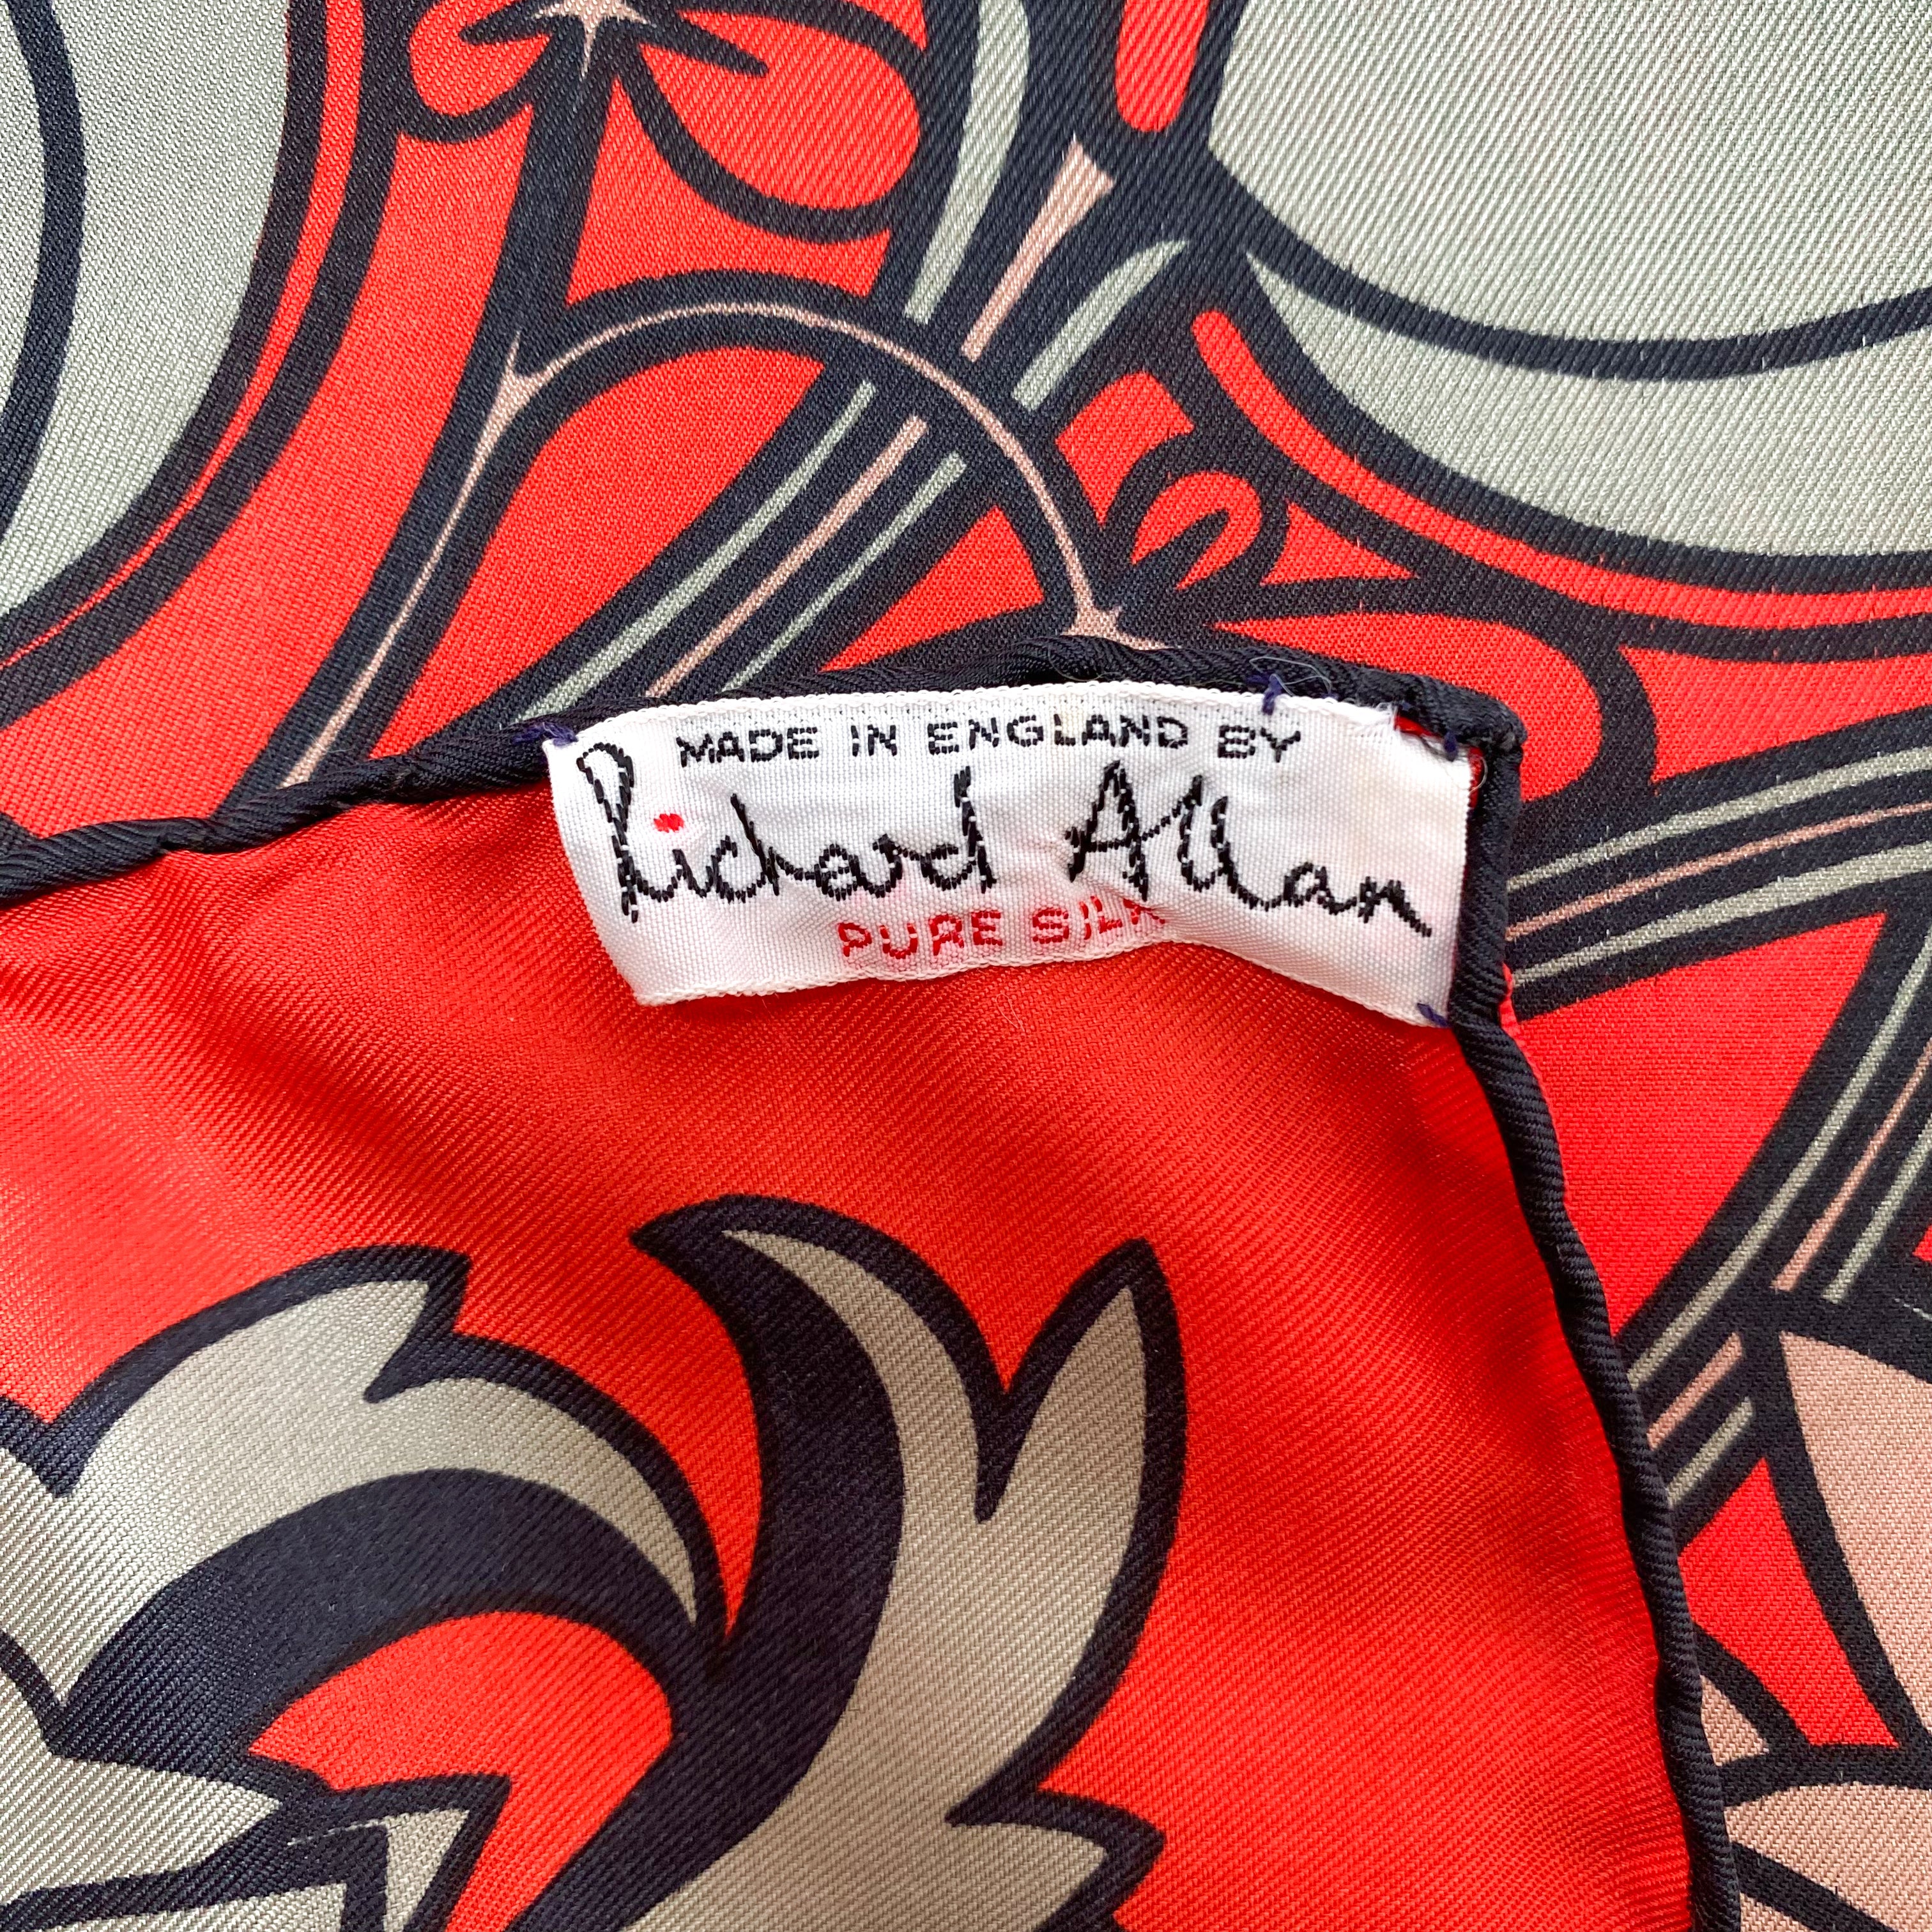 MADE IN ENGLAND BY
Richard Allan
PURE SILK